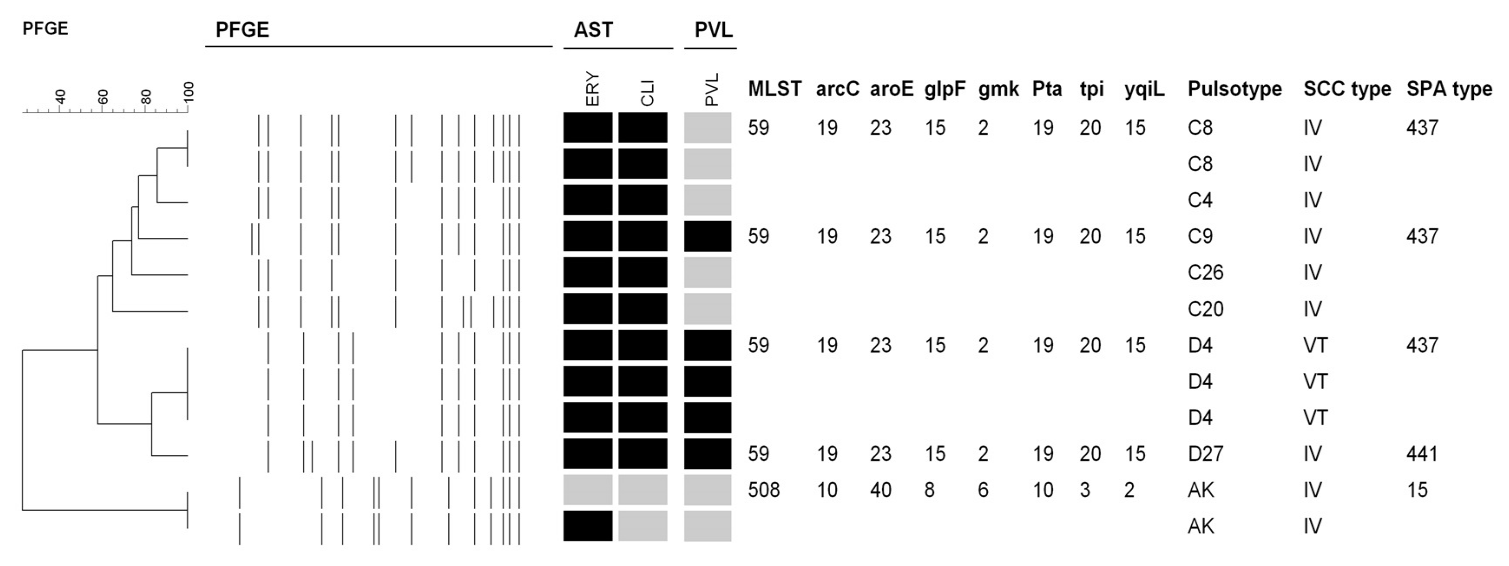 PFGE PFGE AST PVL
40 60 80 100 ERY CLI PVL
MLST arcC aroE glpF gmk Pta tpi yqiL Pulsotype SCC type SPA type
59 19 23 15 2 19 20 15 C8 IV 437
C8 IV
C4 IV
59 19 23 15 2 19 20 15 C9 IV 437
C26 IV
C20 IV
59 19 23 15 2 19 20 15 D4 VT 437
D4 VT
D4 VT
59 19 23 15 2 19 20 15 D27 IV 441
508 10 40 8 6 10 3 2 AK IV 15
AK IV